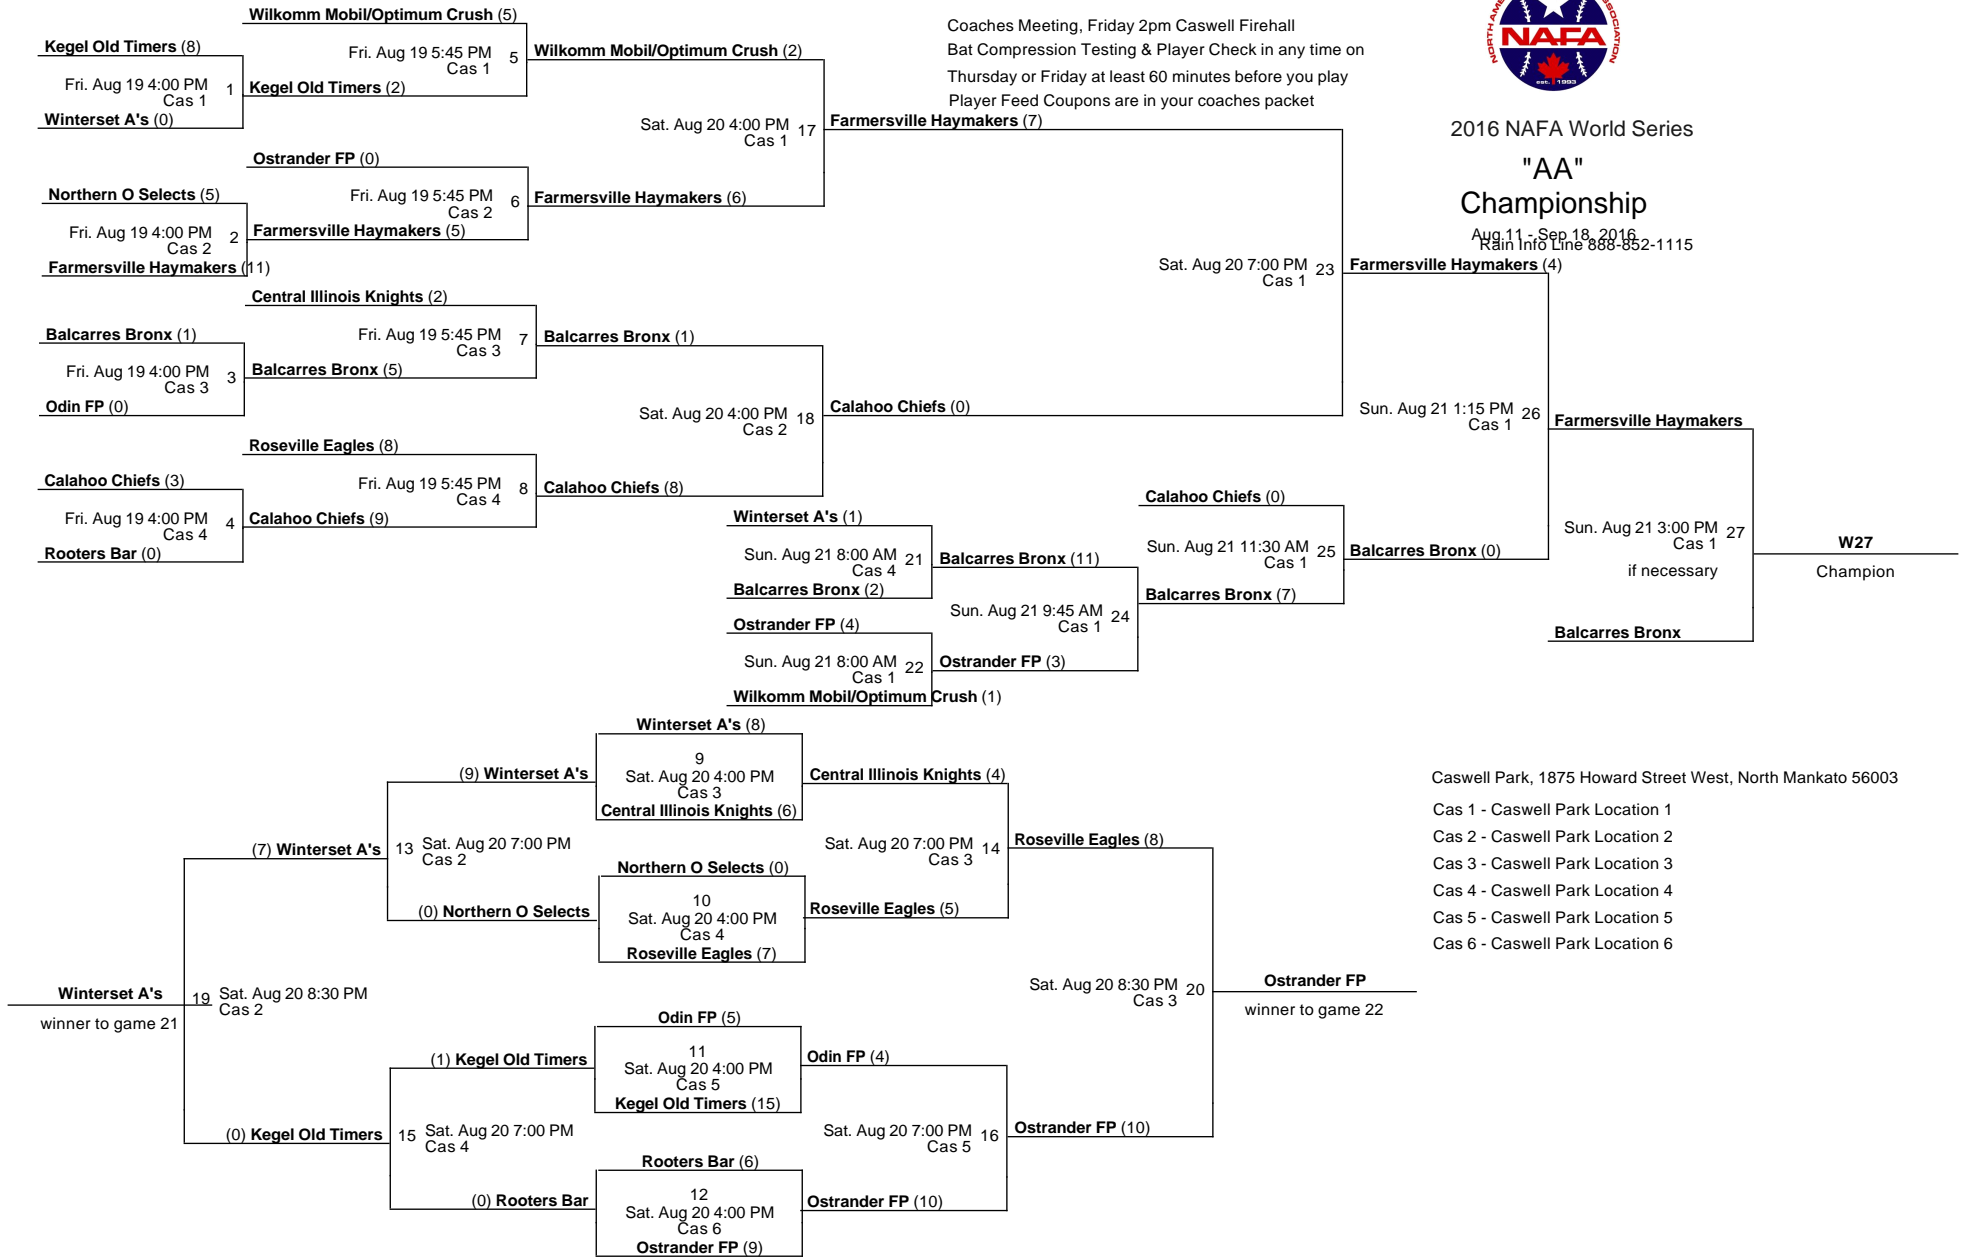 Wilkomm Mobil/Optimum Crush (5)
Kegel Old Timers (8)
Fri. Aug 19 5:45 PM 5
Cas 1
Wilkomm Mobil/Optimum Crush (2)
Fri. Aug 19 4:00 PM 1
Cas 1
Kegel Old Timers (2)
Winterset A's (0)
Sat. Aug 20 4:00 PM 17
Cas 1
Farmersville Haymakers (7)
Ostrander FP (0)
Northern O Selects (5)
Fri. Aug 19 5:45 PM 6
Cas 2
Farmersville Haymakers (6)
Fri. Aug 19 4:00 PM 2
Cas 2
Farmersville Haymakers (5)
Farmersville Haymakers (11)
Coaches Meeting, Friday 2pm Caswell Firehall
Bat Compression Testing & Player Check in any time on
Thursday or Friday at least 60 minutes before you play
Player Feed Coupons are in your coaches packet
NAFA
est. 1993
2016 NAFA World Series
"AA"
Championship
Aug 11 - Sep 18, 2016
Rain Info Line 888-852-1115
Sat. Aug 20 7:00 PM 23
Cas 1
Farmersville Haymakers (4)
Central Illinois Knights (2)
Balcarres Bronx (1)
Fri. Aug 19 5:45 PM 7
Cas 3
Balcarres Bronx (1)
Fri. Aug 19 4:00 PM 3
Cas 3
Balcarres Bronx (5)
Odin FP (0)
Sat. Aug 20 4:00 PM 18
Cas 2
Calahoo Chiefs (0)
Sun. Aug 21 1:15 PM 26
Cas 1
Farmersville Haymakers
Roseville Eagles (8)
Calahoo Chiefs (3)
Fri. Aug 19 5:45 PM 8
Cas 4
Calahoo Chiefs (8)
Fri. Aug 19 4:00 PM 4
Cas 4
Calahoo Chiefs (9)
Rooters Bar (0)
Winterset A's (1)
Calahoo Chiefs (0)
Sun. Aug 21 8:00 AM 21
Cas 4
Balcarres Bronx (11)
Sun. Aug 21 11:30 AM 25
Cas 1
Balcarres Bronx (0)
Sun. Aug 21 3:00 PM 27
Cas 1
if necessary
W27
Champion
Balcarres Bronx (2)
Balcarres Bronx (7)
Sun. Aug 21 9:45 AM 24
Cas 1
Ostrander FP (4)
Balcarres Bronx
Sun. Aug 21 8:00 AM 22
Cas 1
Ostrander FP (3)
Wilkomm Mobil/Optimum Crush (1)
Winterset A's (8)
(9) Winterset A's
9
Sat. Aug 20 4:00 PM
Cas 3
Central Illinois Knights (6)
Central Illinois Knights (4)
(7) Winterset A's
13 Sat. Aug 20 7:00 PM
Cas 2
Sat. Aug 20 7:00 PM 14
Cas 3
Roseville Eagles (8)
Northern O Selects (0)
(0) Northern O Selects
10
Sat. Aug 20 4:00 PM
Cas 4
Roseville Eagles (7)
Roseville Eagles (5)
Winterset A's
winner to game 21
19 Sat. Aug 20 8:30 PM
Cas 2
Sat. Aug 20 8:30 PM 20
Cas 3
Ostrander FP
winner to game 22
Odin FP (5)
(1) Kegel Old Timers
11
Sat. Aug 20 4:00 PM
Cas 5
Kegel Old Timers (15)
Odin FP (4)
(0) Kegel Old Timers
15 Sat. Aug 20 7:00 PM
Cas 4
Sat. Aug 20 7:00 PM 16
Cas 5
Ostrander FP (10)
Rooters Bar (6)
(0) Rooters Bar
12
Sat. Aug 20 4:00 PM
Cas 6
Ostrander FP (9)
Ostrander FP (10)
Caswell Park, 1875 Howard Street West, North Mankato 56003
Cas 1 - Caswell Park Location 1
Cas 2 - Caswell Park Location 2
Cas 3 - Caswell Park Location 3
Cas 4 - Caswell Park Location 4
Cas 5 - Caswell Park Location 5
Cas 6 - Caswell Park Location 6